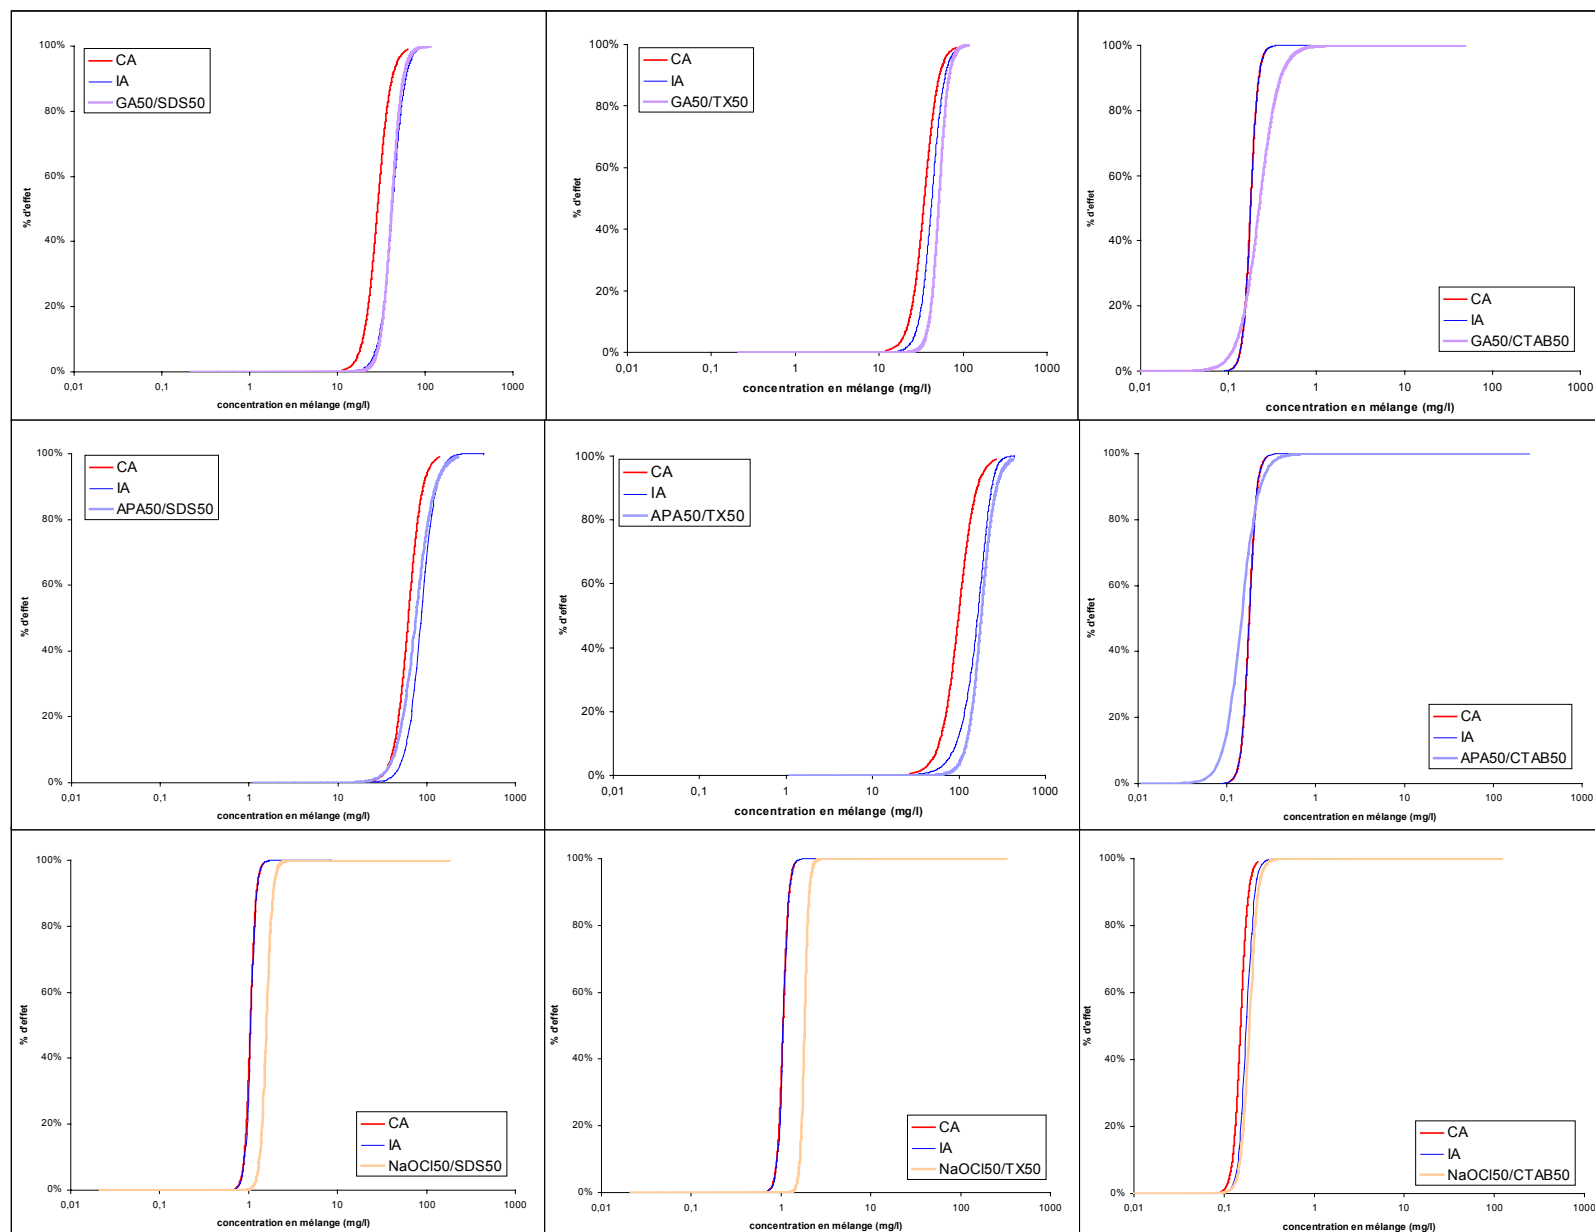 100%
80%
60%
40%
20%
0%
% d'effet
CA
IA
GA50/SDS50
0,01 0,1 1 10 100 1000
concentration en mélange (mg/l)
100%
80%
60%
40%
20%
0%
% d'effet
CA
IA
GA50/TX50
0,01 0,1 1 10 100 1000
concentration en mélange (mg/l)
100%
80%
60%
40%
20%
0%
% d'effet
CA
IA
GA50/CTAB50
0,01 0,1 1 10 100 1000
concentration en mélange (mg/l)
100%
80%
60%
40%
20%
0%
% d'effet
CA
IA
APA50/SDS50
0,01 0,1 1 10 100 1000
concentration en mélange (mg/l)
100%
80%
60%
40%
20%
0%
% d'effet
CA
IA
APA50/TX50
0,01 0,1 1 10 100 1000
concentration en mélange (mg/l)
100%
80%
60%
40%
20%
0%
% d'effet
CA
IA
APA50/CTAB50
0,01 0,1 1 10 100 1000
concentration en mélange (mg/l)
100%
80%
60%
40%
20%
0%
% d'effet
CA
IA
NaOCl50/SDS50
0,01 0,1 1 10 100 1000
concentration en mélange (mg/l)
100%
80%
60%
40%
20%
0%
% d'effet
CA
IA
NaOCl50/TX50
0,01 0,1 1 10 100 1000
concentration en mélange (mg/l)
100%
80%
60%
40%
20%
0%
% d'effet
CA
IA
NaOCl50/CTAB50
0,01 0,1 1 10 100 1000
concentration en mélange (mg/l)